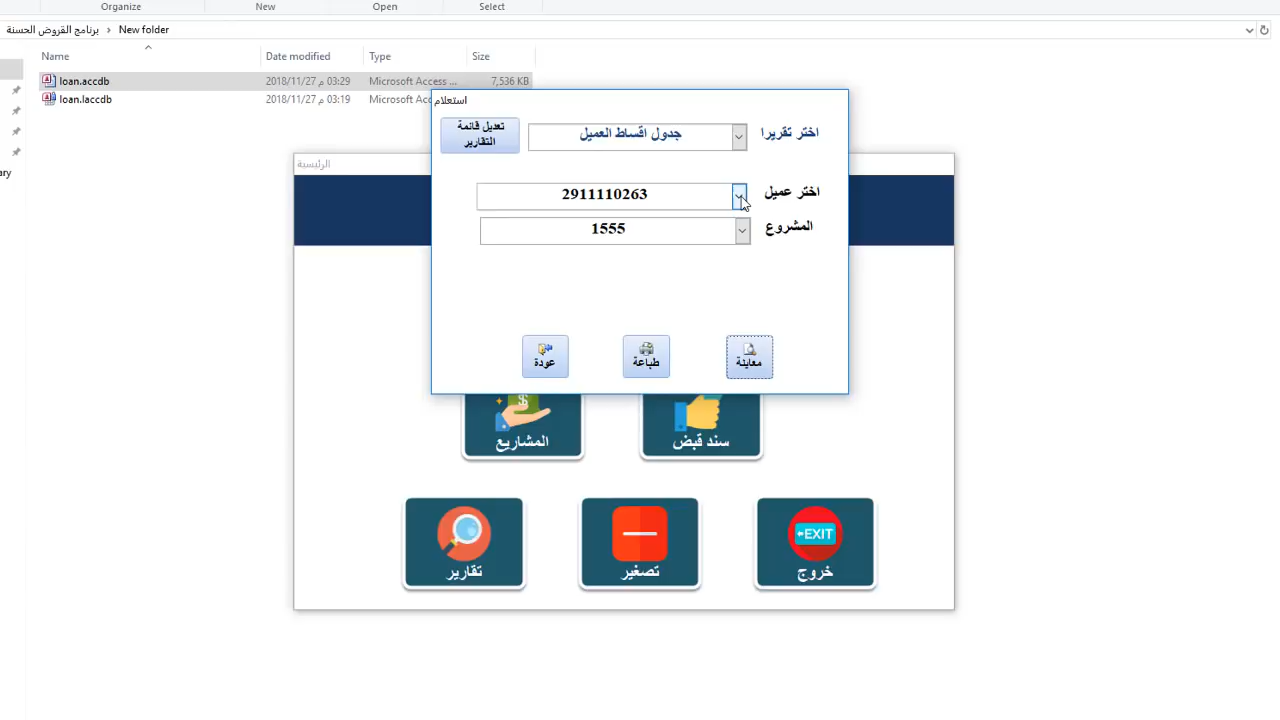 Organize
New
Open
Select
برنامج القروض الحسنة › New folder
Name
Date modified
Type
Size
loan.accdb
2018/11/27 03:29 م
Microsoft Access ...
7,536 KB
loan.laccdb
2018/11/27 03:19 م
Microsoft Acc
ary
استعلام
اختر تقريرا
جدول اقساط العميل
تعديل قائمة
التقارير
اختر عميل
2911110263
المشروع
1555
معاينة
طباعة
عودة
الرئيسية
سند قبض
المشاريع
EXIT
خروج
تصغير
تقارير